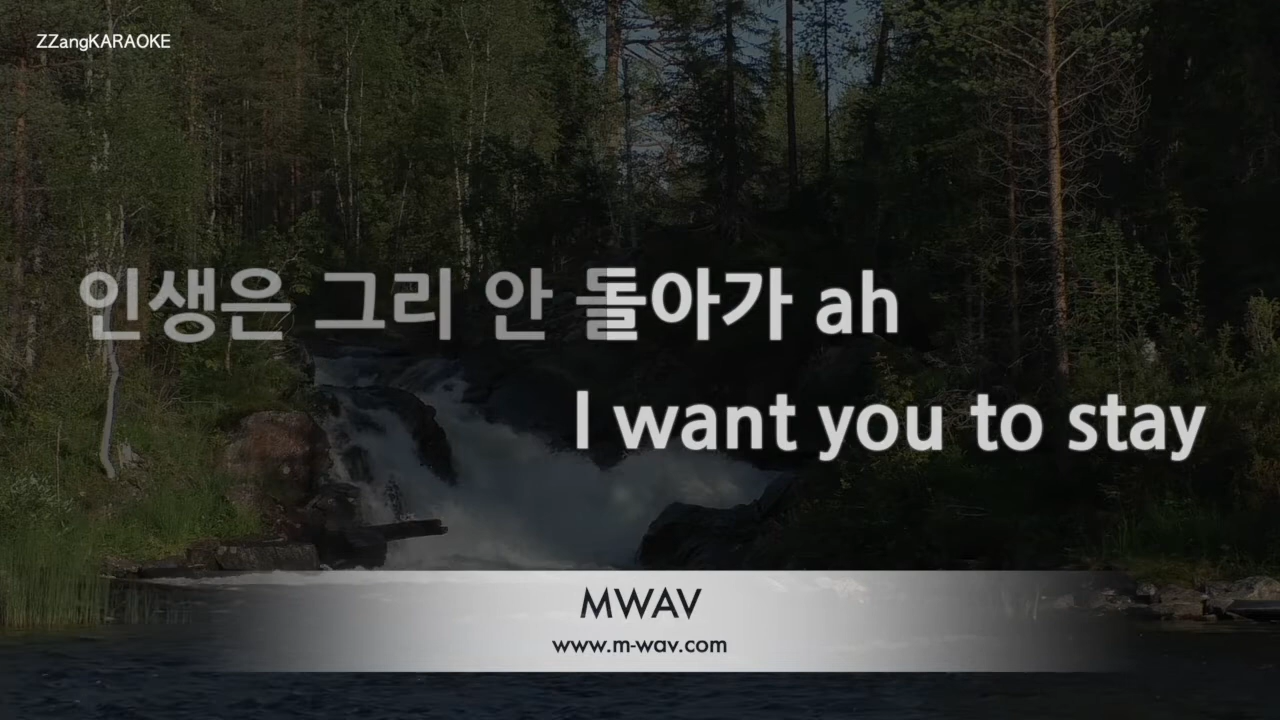 ZZangKARAOKE
인생은 그리 안 돌아가 ah
I want you to stay
MWAV
www.m-wav.com